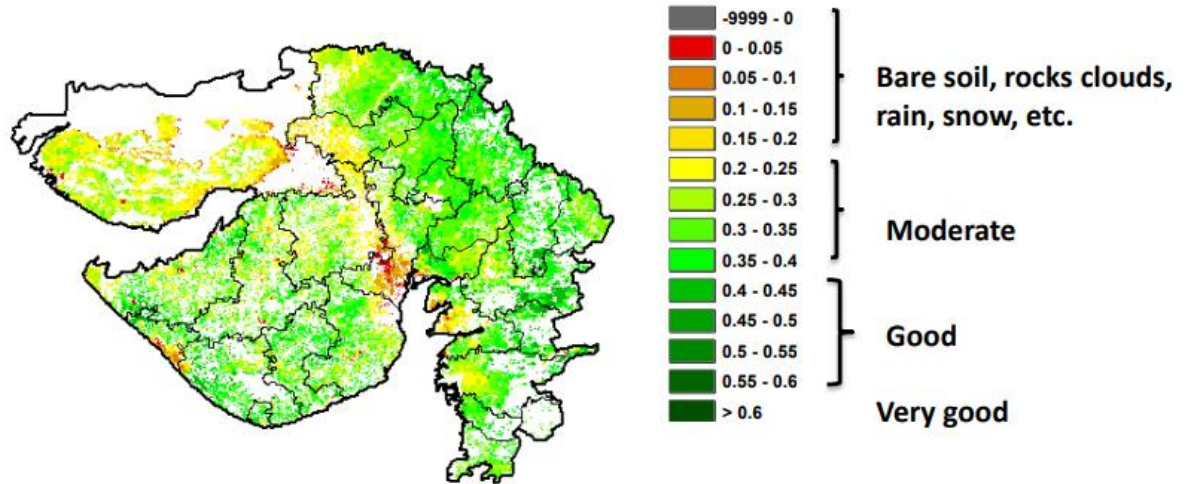 -9999 - 0
0 - 0.05
0.05 - 0.1
0.1 - 0.15
0.15 - 0.2
Bare soil, rocks clouds,
rain, snow, etc.
0.2 - 0.25
0.25 - 0.3
0.3 - 0.35
0.35 - 0.4
Moderate
0.4 - 0.45
0.45 - 0.5
0.5 - 0.55
0.55 - 0.6
Good
> 0.6
Very good